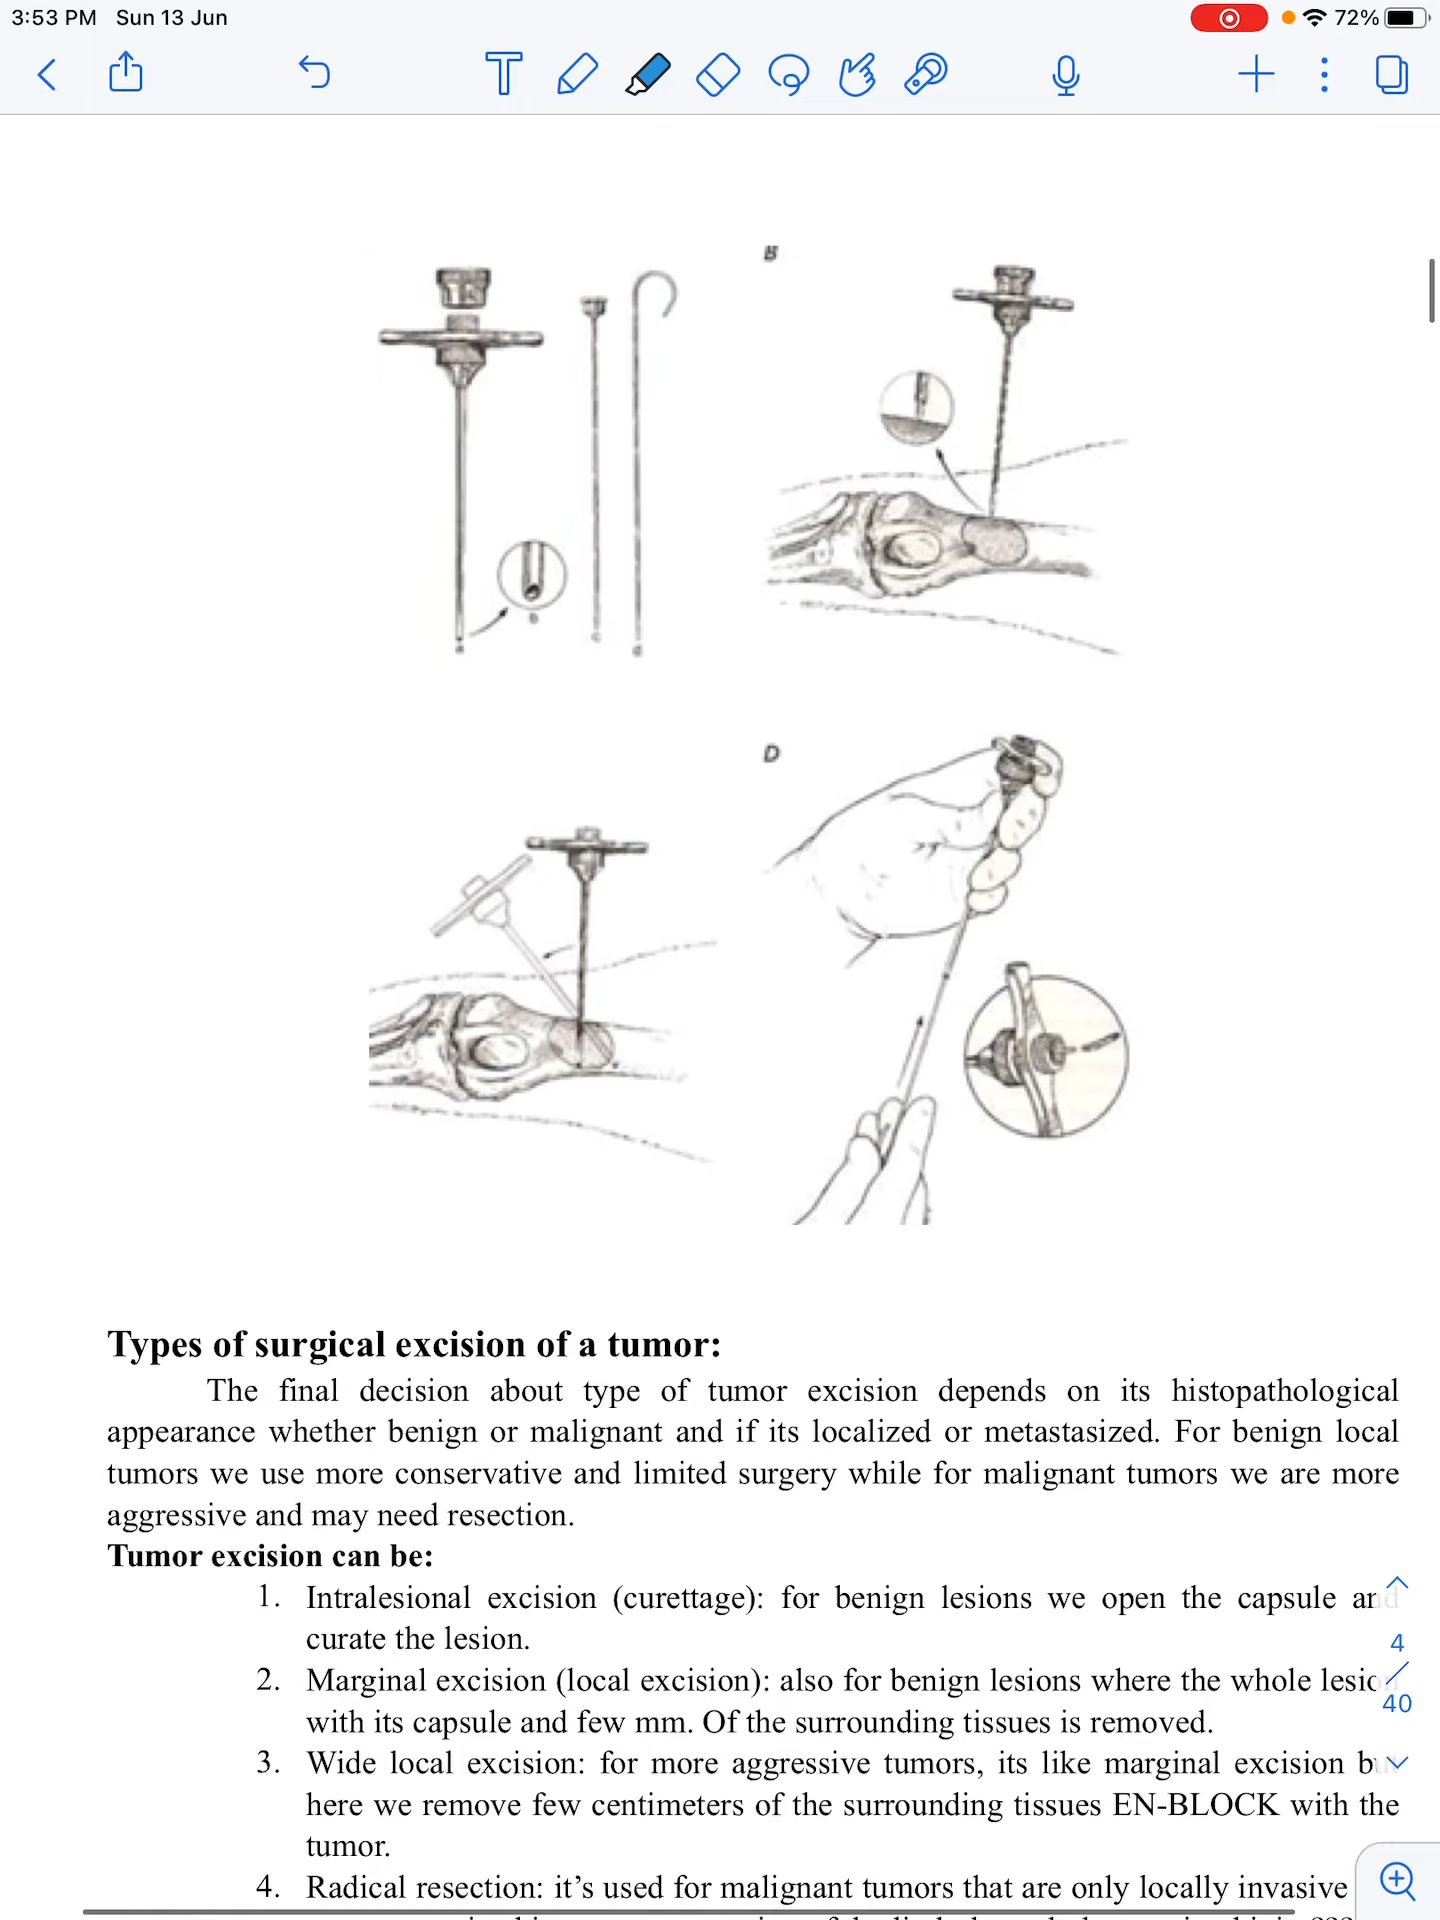 3:53 PM Sun 13 Jun
72%
B
a
b
c
d
D
Types of surgical excision of a tumor:
The final decision about type of tumor excision depends on its histopathological
appearance whether benign or malignant and if its localized or metastasized. For benign local
tumors we use more conservative and limited surgery while for malignant tumors we are more
aggressive and may need resection.
Tumor excision can be:
1. Intralesional excision (curettage): for benign lesions we open the capsule and
curate the lesion.
2. Marginal excision (local excision): also for benign lesions where the whole lesion
with its capsule and few mm. Of the surrounding tissues is removed.
3. Wide local excision: for more aggressive tumors, its like marginal excision but
here we remove few centimeters of the surrounding tissues EN-BLOCK with the
tumor.
4. Radical resection: it's used for malignant tumors that are only locally invasive
4
40